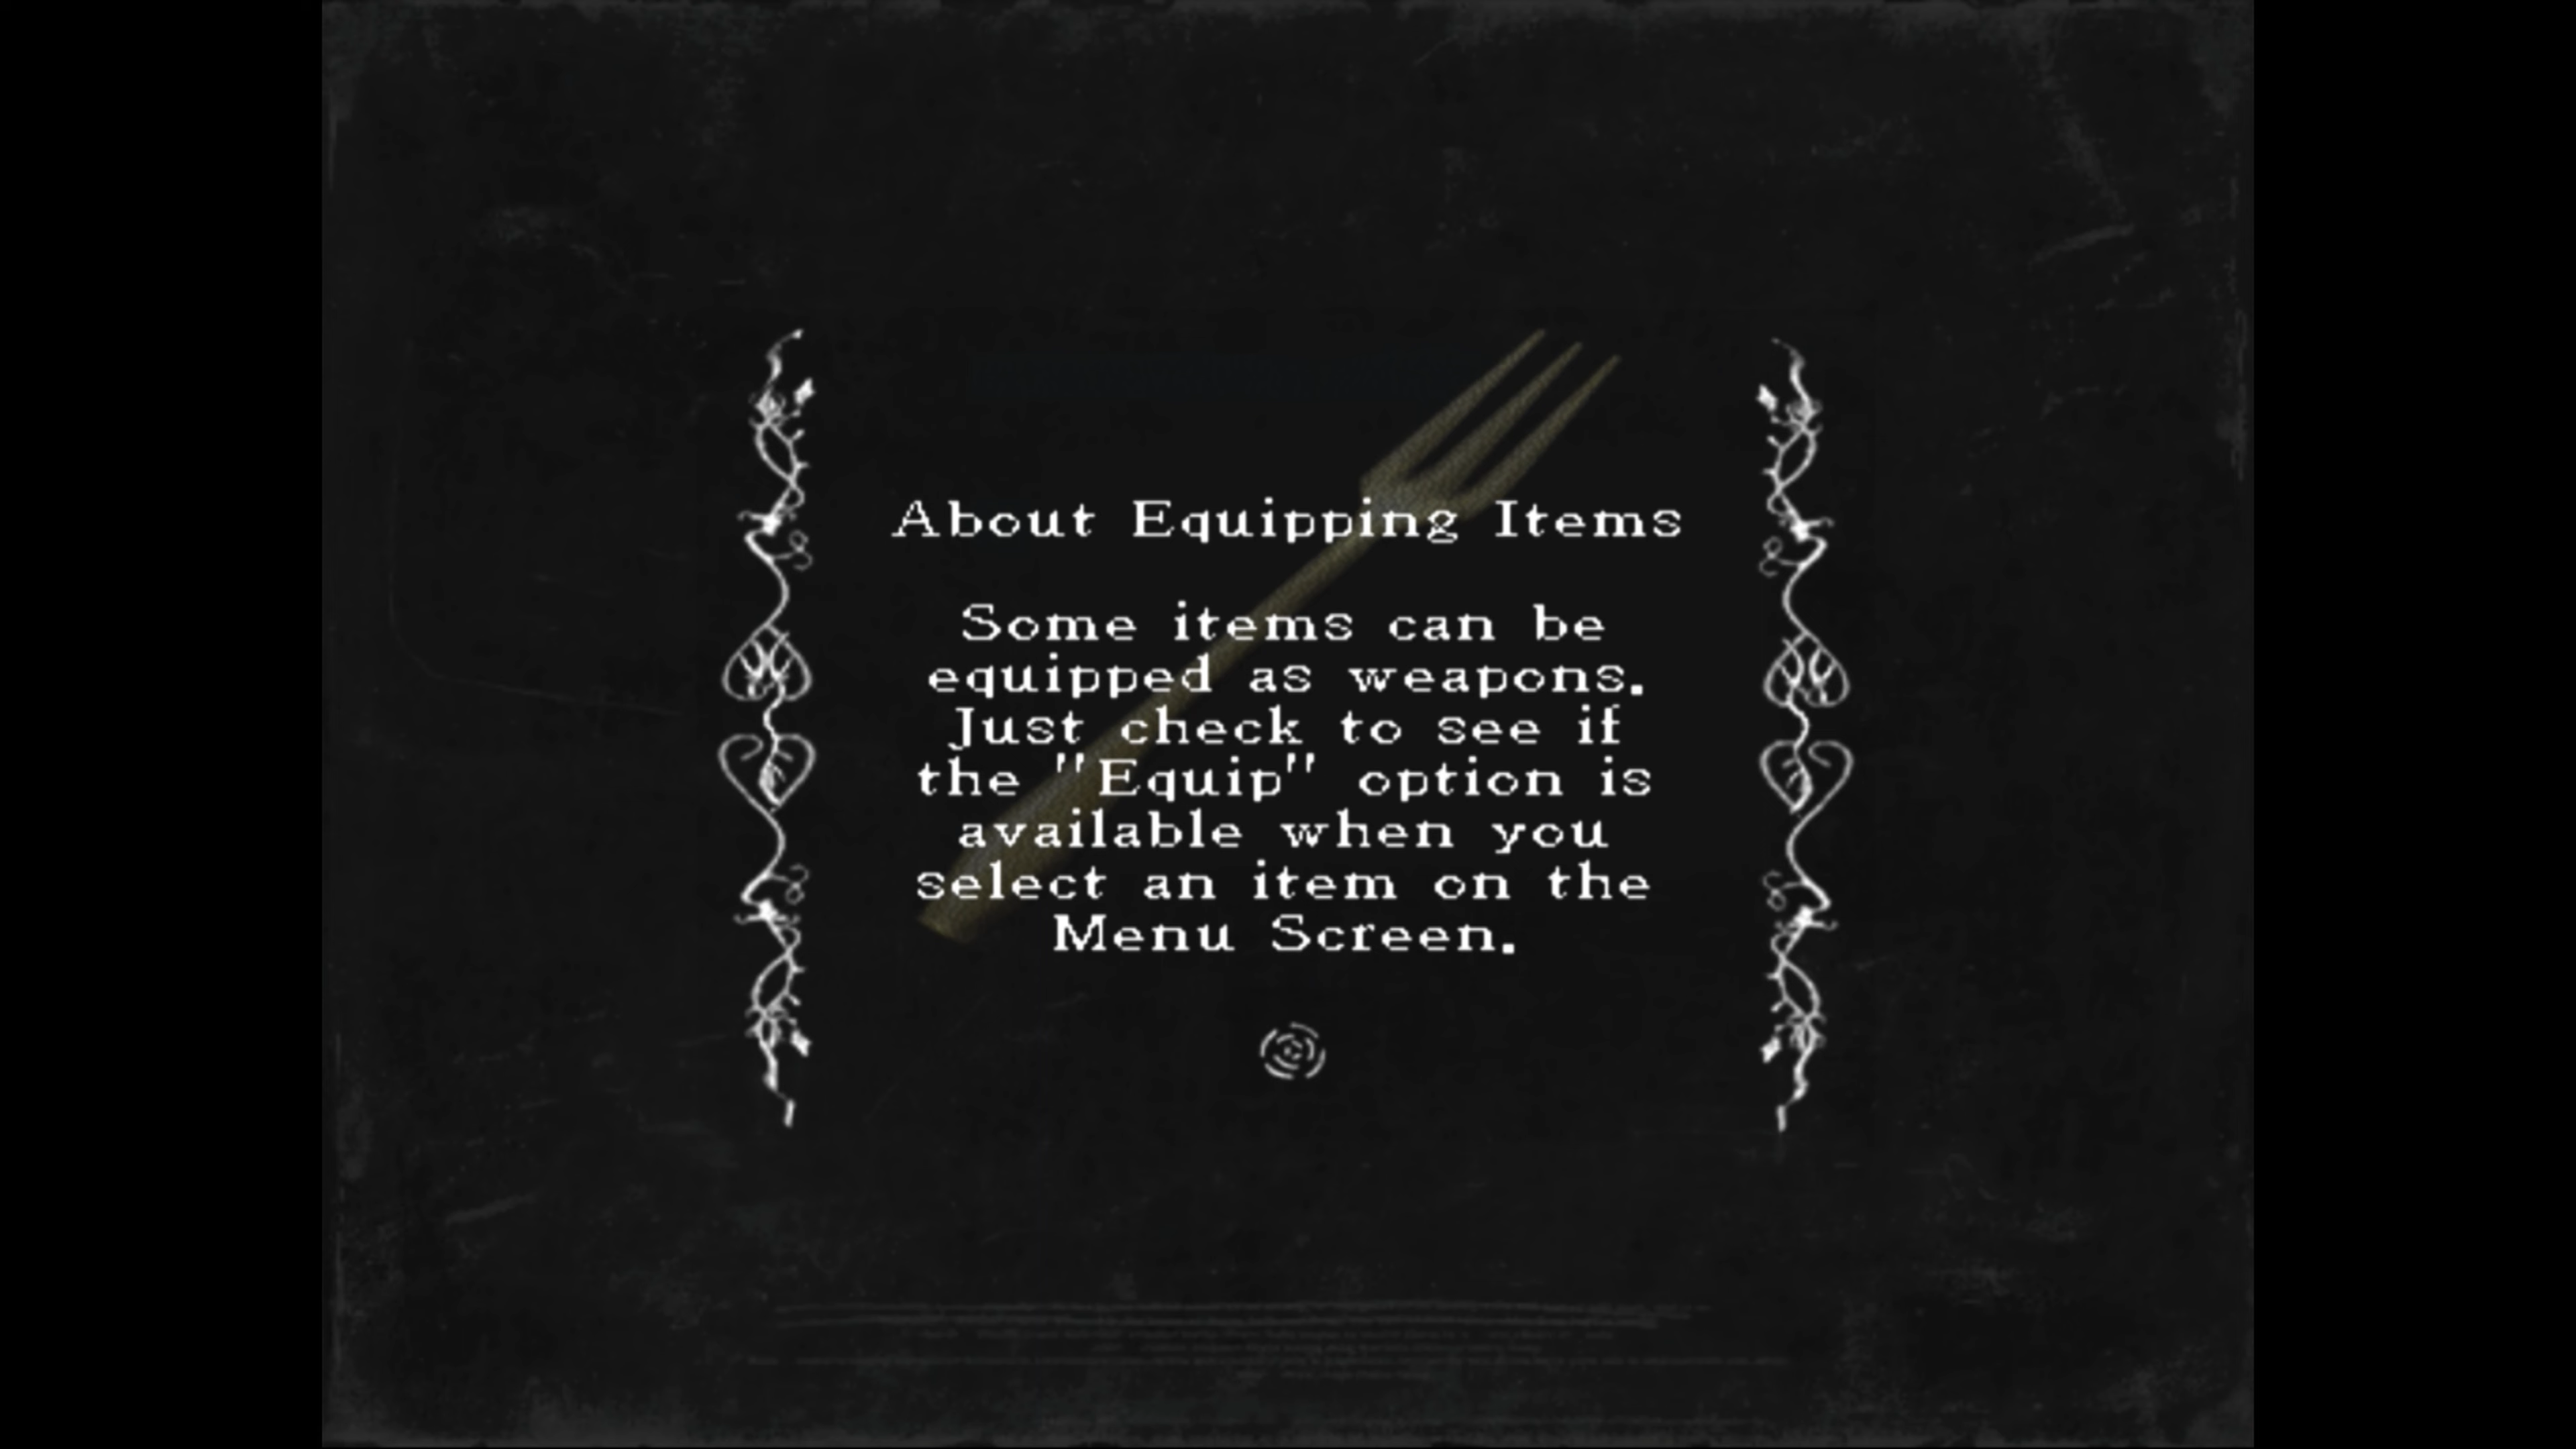 About Equipping Items
Some items can be
equipped as weapons.
Just check to see if
the "Equip" option is
available when you
select an item on the
Menu Screen.